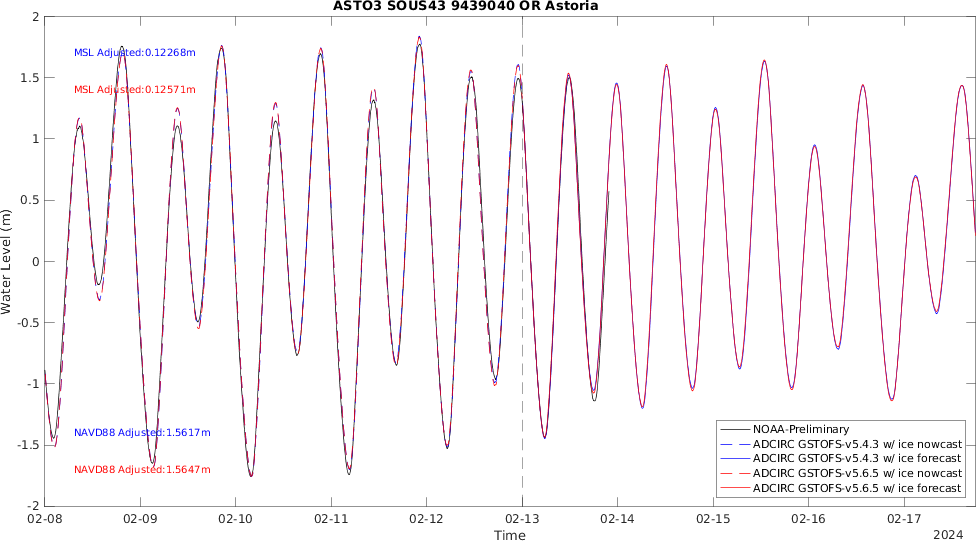 ASTO3 SOUS43 9439040 OR Astoria
2
1.5
1
0.5
0
-0.5
-1
-1.5
-2
Water Level (m)
MSL Adjusted:0.12268m
MSL Adjusted:0.12571m
NAVD88 Adjusted:1.5617m
NAVD88 Adjusted:1.5647m
NOAA-Preliminary
ADCIRC GSTOFS-v5.4.3 w/ ice nowcast
ADCIRC GSTOFS-v5.4.3 w/ ice forecast
ADCIRC GSTOFS-v5.6.5 w/ ice nowcast
ADCIRC GSTOFS-v5.6.5 w/ ice forecast
02-08 02-09 02-10 02-11 02-12 02-13 02-14 02-15 02-16 02-17
Time
2024